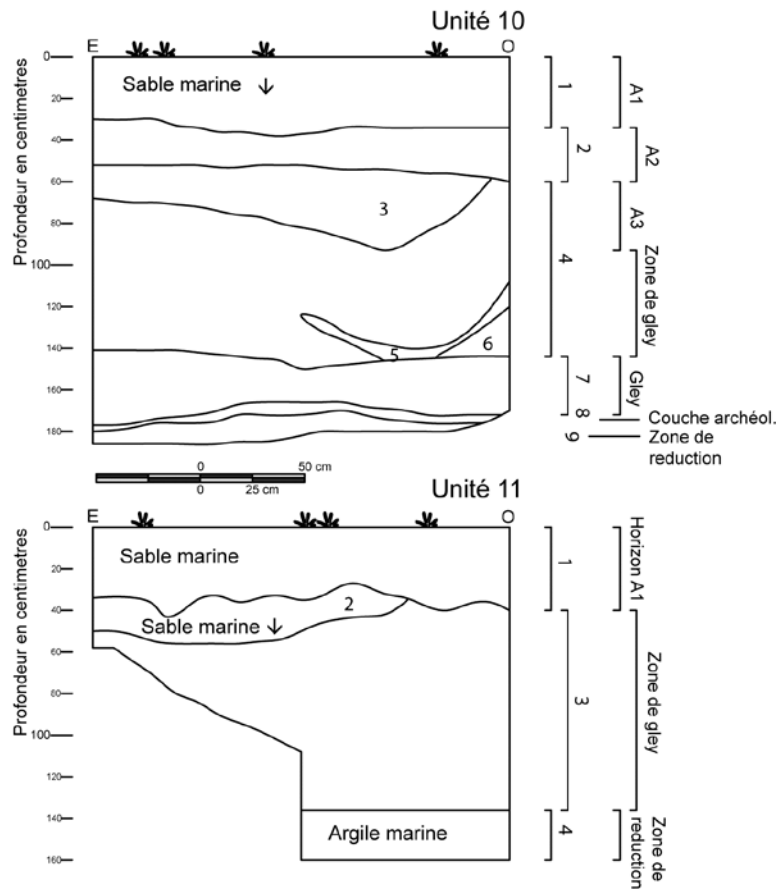 Unité 10
E
O
Profondeur en centimetres
0
20
40
60
80
100
120
140
160
180
Sable marine
3
5
6
1
2
4
7
8
9
A1
A2
A3
Zone de gley
Gley
Couche archéol.
Zone de
reduction
0 50 cm
0 25 cm
Unité 11
E
O
Profondeur en centimetres
0
20
40
60
80
100
120
140
160
Sable marine
2
Sable marine
Argile marine
1
3
4
Horizon A1
Zone de gley
Zone de
reduction